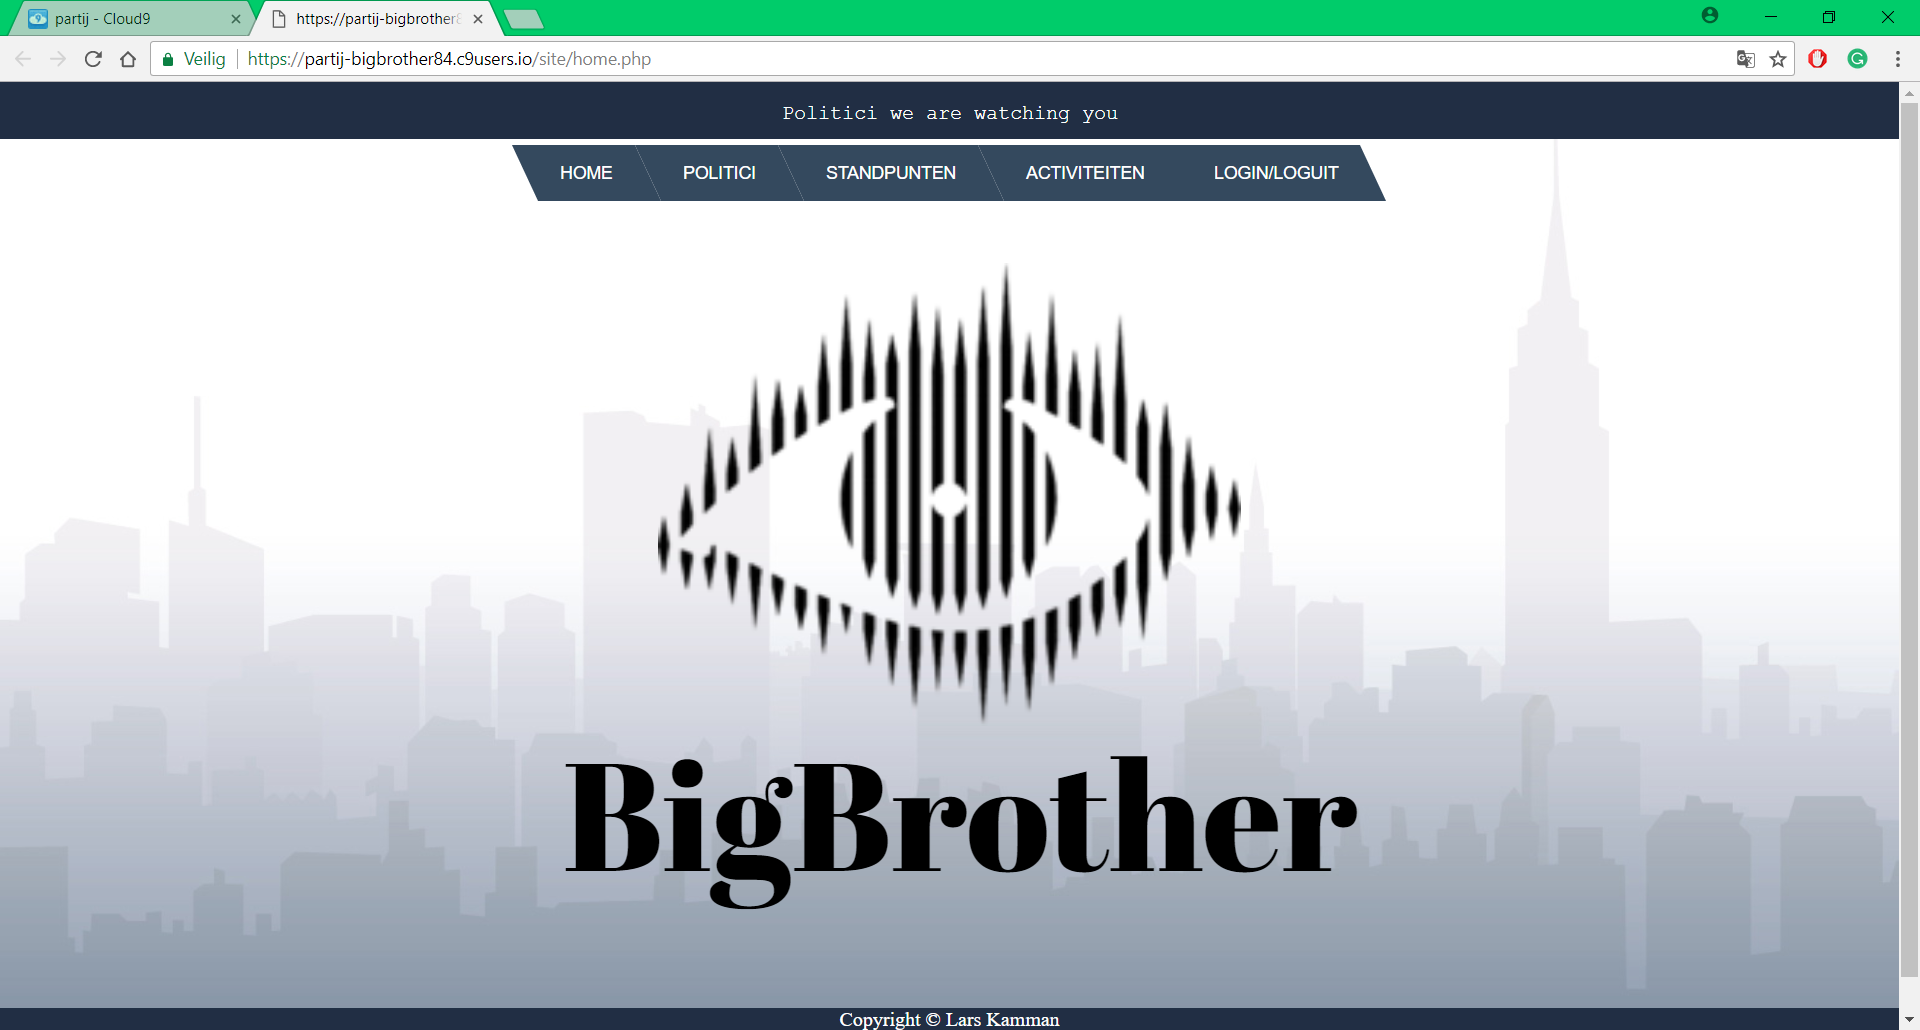 partij - Cloud9
https://partij-bigbrother8
Veilig
https://partij-bigbrother84.c9users.io/site/home.php
Politici we are watching you
HOME
POLITICI
STANDPUNTEN
ACTIVITEITEN
LOGIN/LOGUIT
BigBrother
Copyright © Lars Kamman